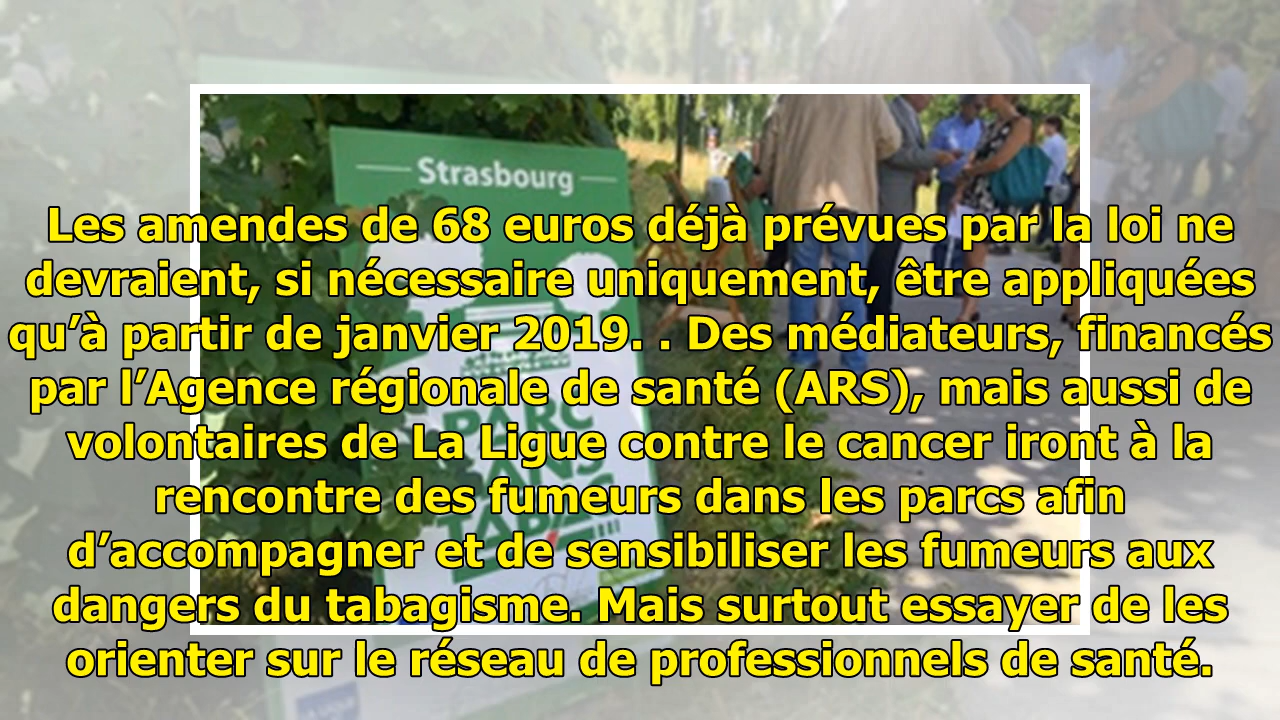 Strasbourg
Les amendes de 68 euros déjà prévues par la loi ne
devraient, si nécessaire uniquement, être appliquées
qu’à partir de janvier 2019. . Des médiateurs, financés
par l’Agence régionale de santé (ARS), mais aussi de
volontaires de La Ligue contre le cancer iront à la
rencontre des fumeurs dans les parcs afin
d’accompagner et de sensibiliser les fumeurs aux
dangers du tabagisme. Mais surtout essayer de les
orienter sur le réseau de professionnels de santé.
PARC
SANS
TABAC